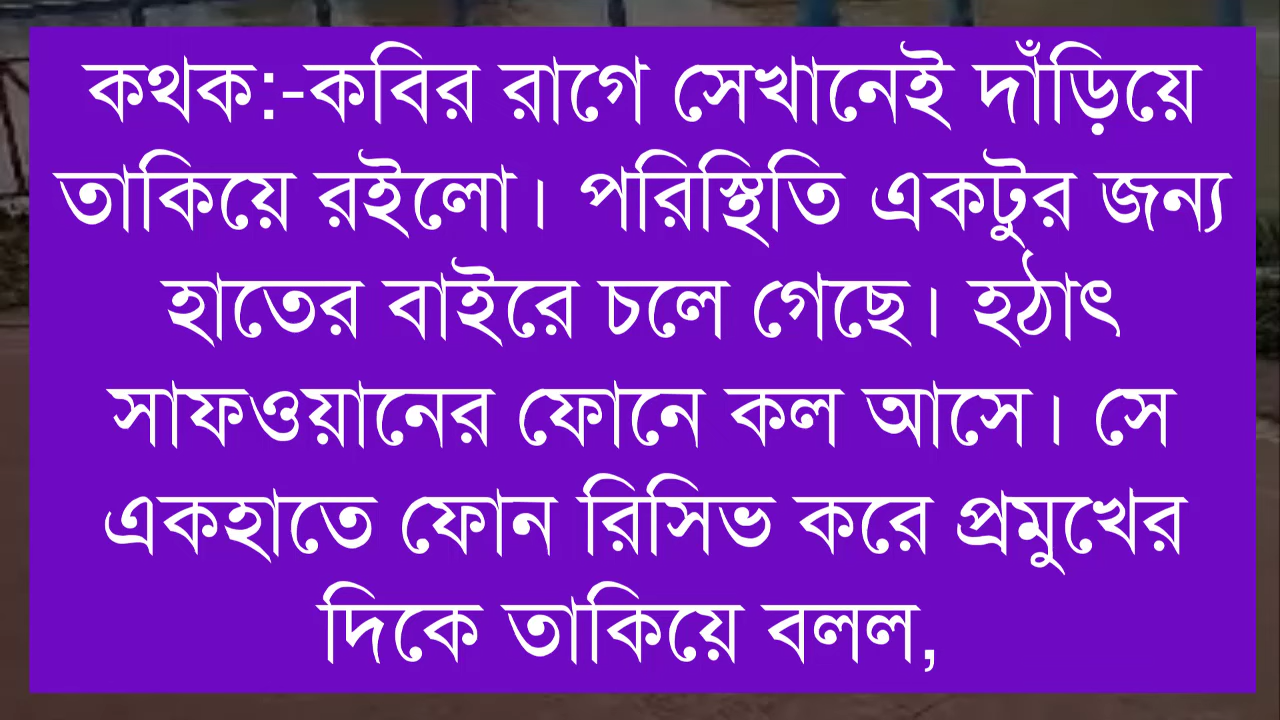 কথক:-কবির রাগে সেখানেই দাঁড়িয়ে
তাকিয়ে রইলো। পরিস্থিতি একটুর জন্য
হাতের বাইরে চলে গেছে। হঠাৎ
সাফওয়ানের ফোনে কল আসে। সে
একহাতে ফোন রিসিভ করে প্রমুখের
দিকে তাকিয়ে বলল,